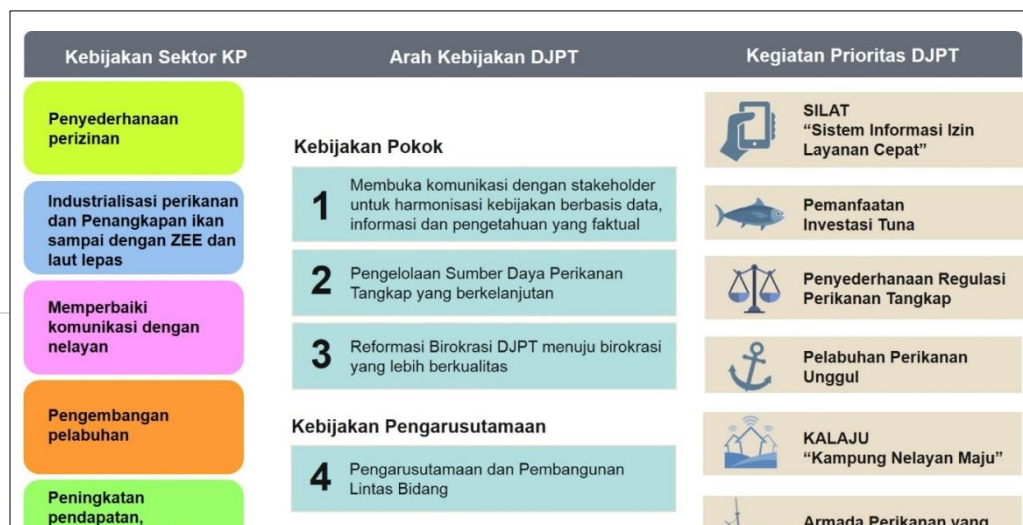 Kebijakan Sektor KP
Arah Kebijakan DJPT
Kegiatan Prioritas DJPT
Penyederhanaan
perizinan
Industrialisasi perikanan
dan Penangkapan ikan
sampai dengan ZEE dan
laut lepas
Memperbaiki
komunikasi dengan
nelayan
Pengembangan
pelabuhan
Peningkatan
pendapatan,
Kebijakan Pokok
1
Membuka komunikasi dengan stakeholder
untuk harmonisasi kebijakan berbasis data,
informasi dan pengetahuan yang faktual
2
Pengelolaan Sumber Daya Perikanan
Tangkap yang berkelanjutan
3
Reformasi Birokrasi DJPT menuju birokrasi
yang lebih berkualitas
Kebijakan Pengarusutamaan
4
Pengarusutamaan dan Pembangunan
Lintas Bidang
SILAT
“Sistem Informasi Izin
Layanan Cepat”
Pemanfaatan
Investasi Tuna
Penyederhanaan Regulasi
Perikanan Tangkap
Pelabuhan Perikanan
Unggul
KALAJU
“Kampung Nelayan Maju”
Armada Perikanan yang